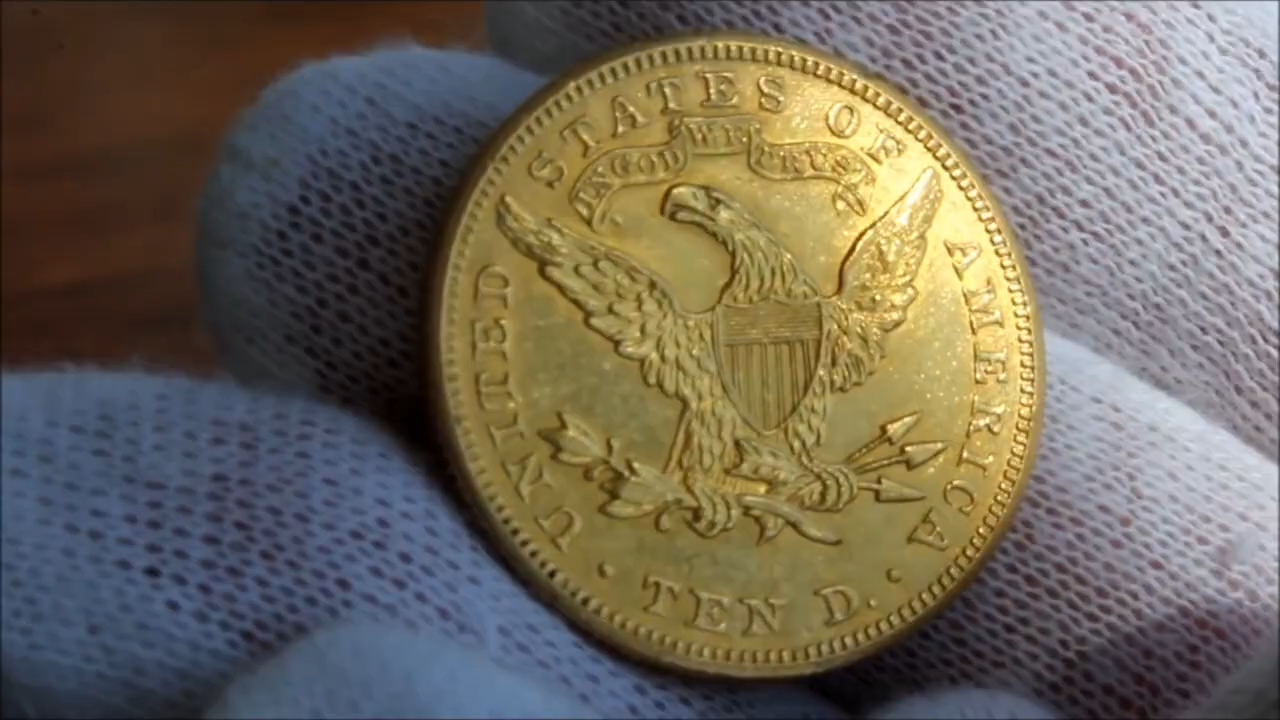 UNITED STATES OF AMERICA
IN GOD WE TRUST
· TEN D. ·